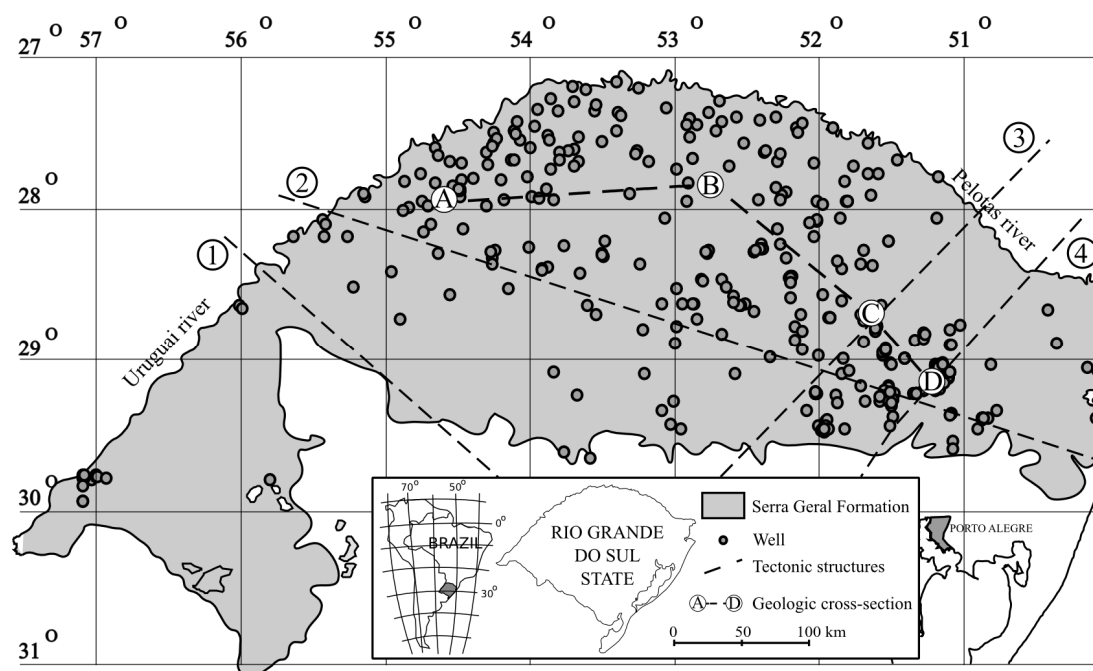 57° 56° 55° 54° 53° 52° 51°
27°
3
Pelotas river
2
28°
A
B
1
4
C
Uruguai river
29°
D
30°
70° 50°
0°
BRAZIL
30°
RIO GRANDE
DO SUL
STATE
Serra Geral Formation
Well
Tectonic structures
A D Geologic cross-section
0 50 100 km
PORTO ALEGRE
31°